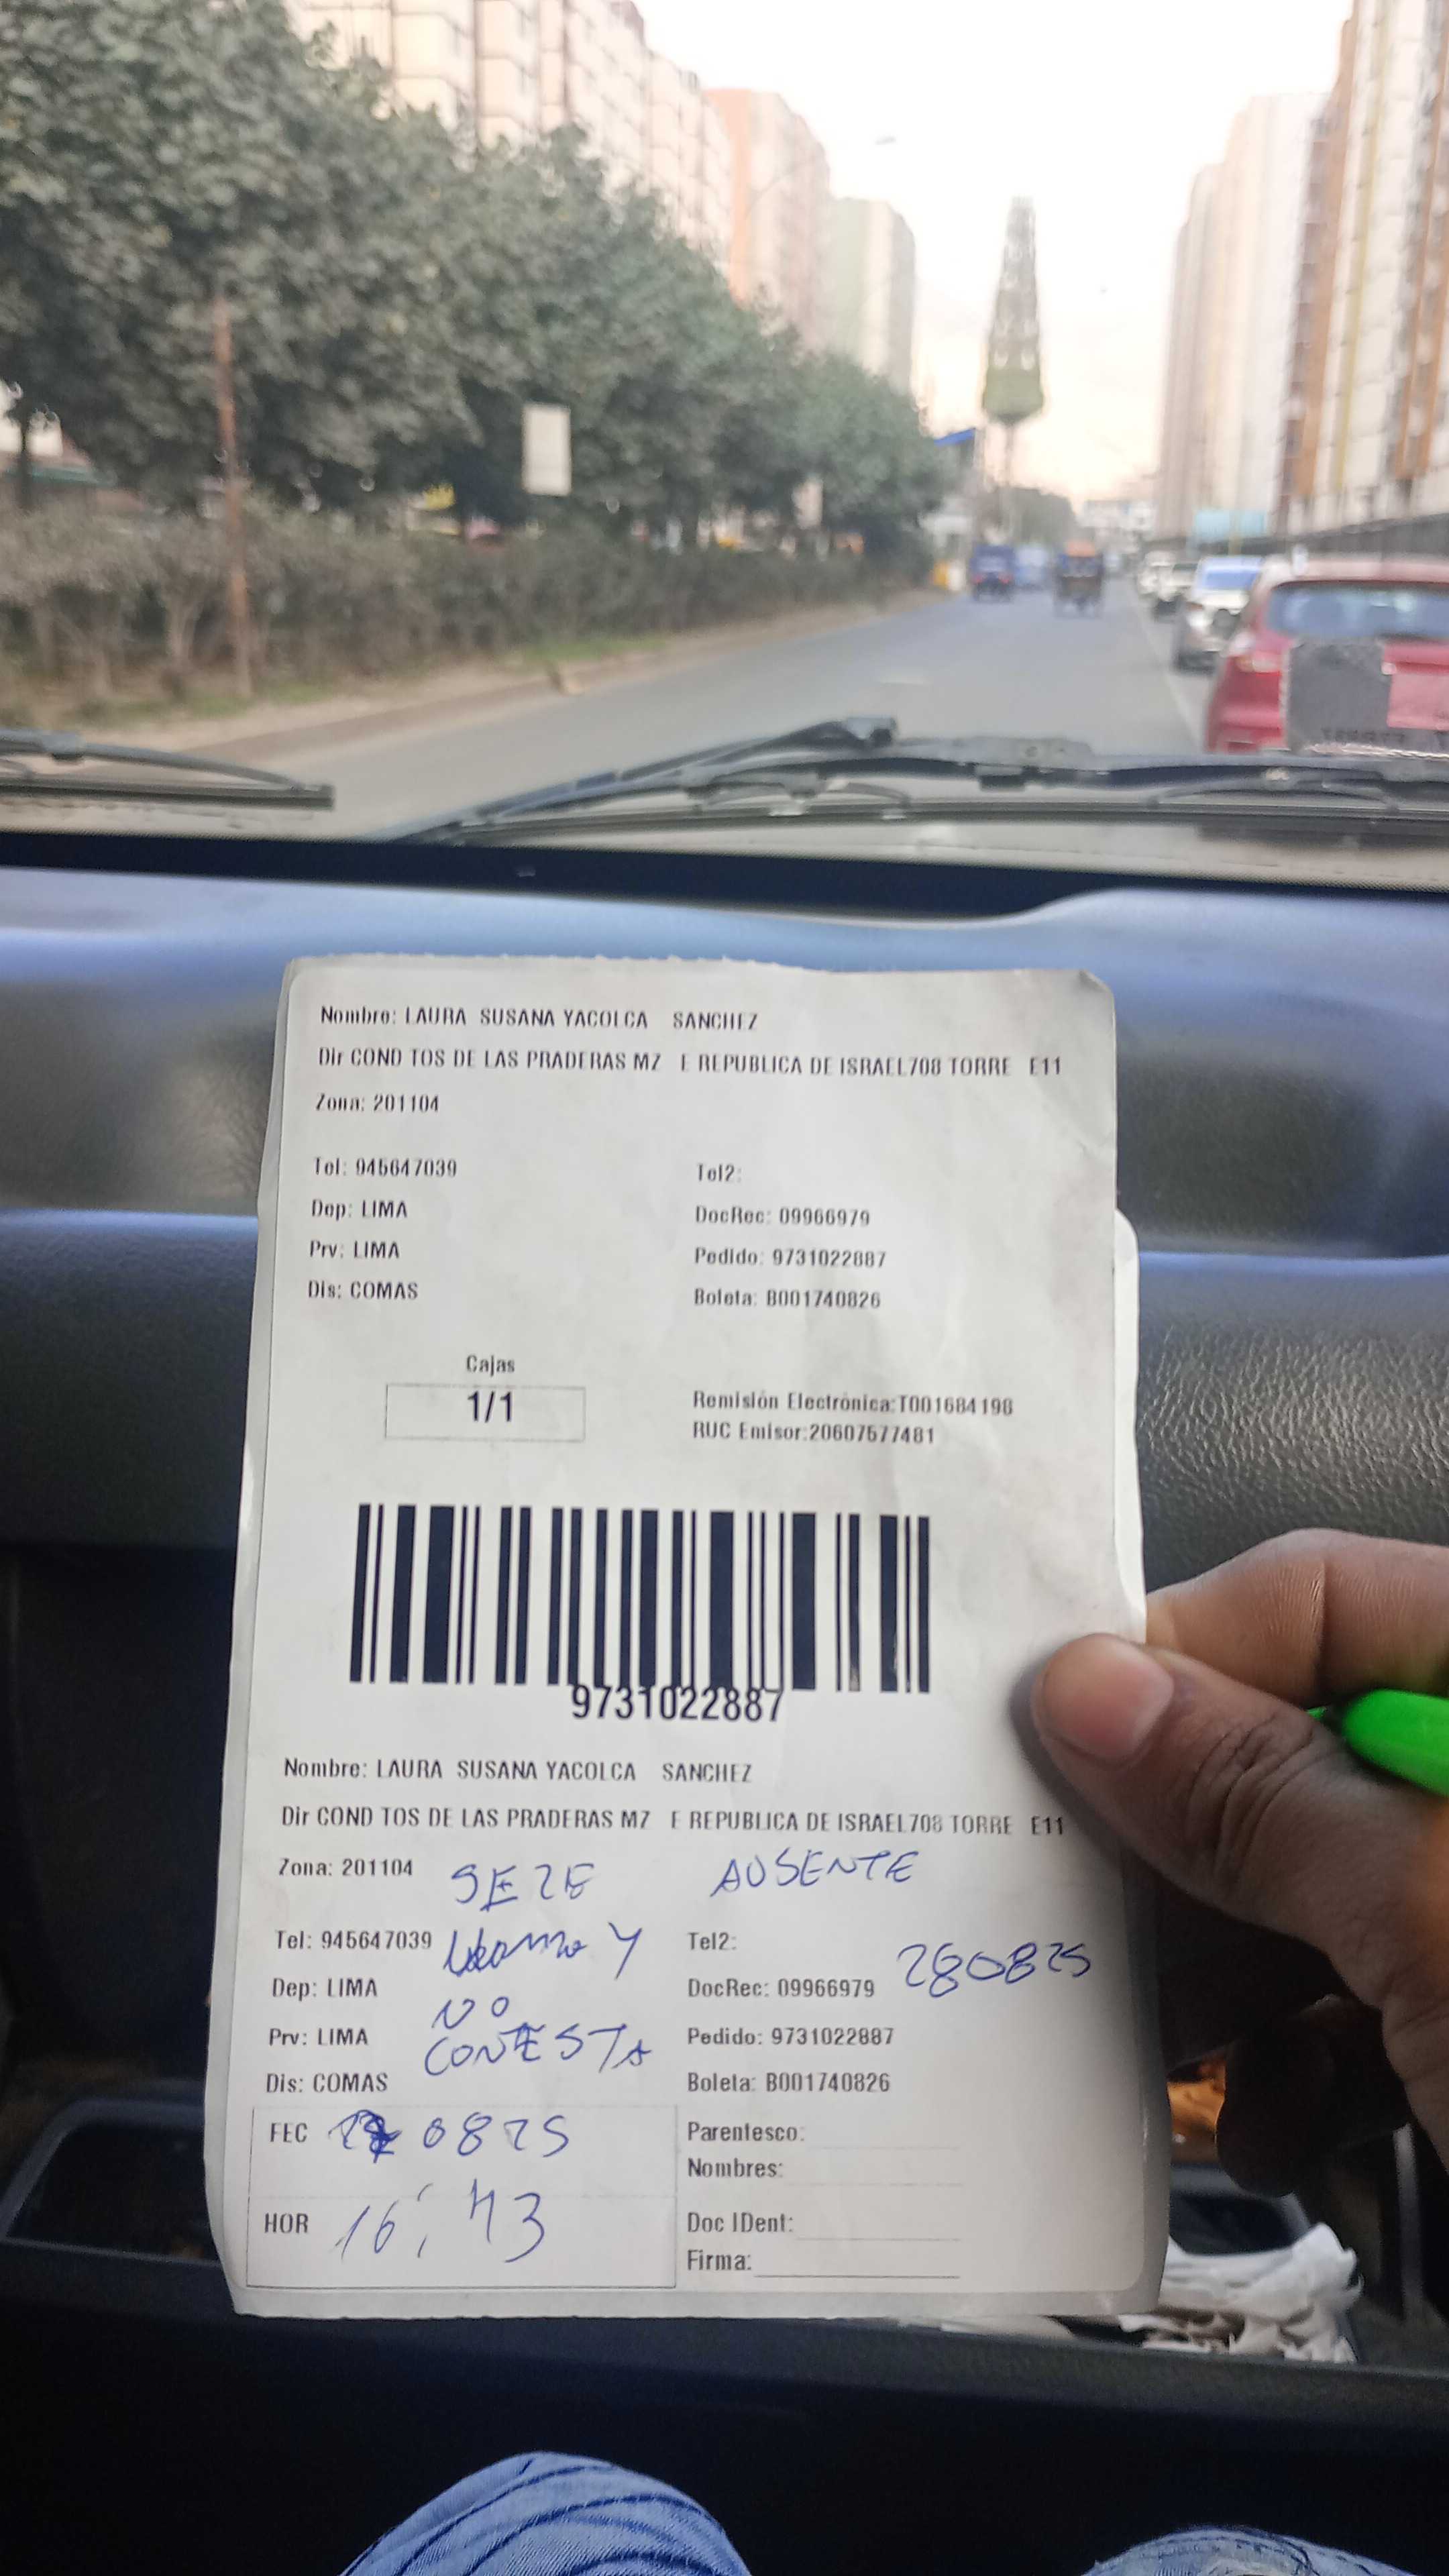 Nombre: LAURA SUSANA YACOLCA SANCHEZ
Dir COND TOS DE LAS PRADERAS MZ E REPUBLICA DE ISRAEL708 TORRE E11
Zona: 201104
Tel: 945647039 Tel2:
Dep: LIMA DocRec: 09966979
Prv: LIMA Pedido: 9731022887
Dis: COMAS Boleta: B001740826
Cajas
1/1
Remisión Electrónica:T001684198
RUC Emisor:20607577481
9731022887
Nombre: LAURA SUSANA YACOLCA SANCHEZ
Dir COND TOS DE LAS PRADERAS MZ E REPUBLICA DE ISRAEL708 TORRE E11
Zona: 201104 SE LE AUSENTE
Tel: 945647039 Y Tel2:
280825
Dep: LIMA NO DocRec: 09966979
Prv: LIMA CONTESTA Pedido: 9731022887
Dis: COMAS Boleta: B001740826
FEC 0825 Parentesco:
Nombres:
HOR 16:43 Doc IDent:
Firma: